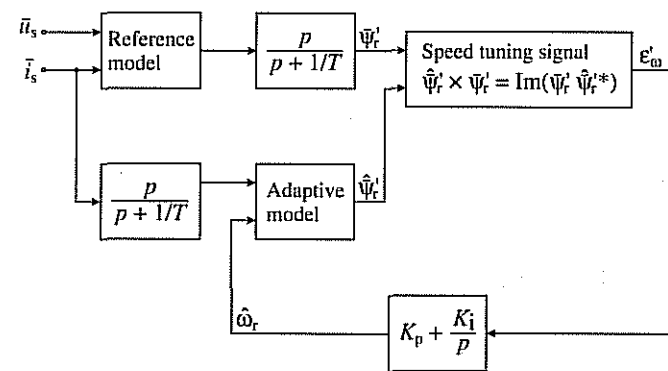 ū_s
ī_s
Reference
model
p
p + 1/T
ψ̄_r'
Speed tuning signal
ψ̄̂_r' × ψ̄_r' = Im(ψ̄_r' ψ̄̂_r'*)
ε_ω'
p
p + 1/T
Adaptive
model
ψ̄̂_r'
ω̂_r
K_p + K_i/p